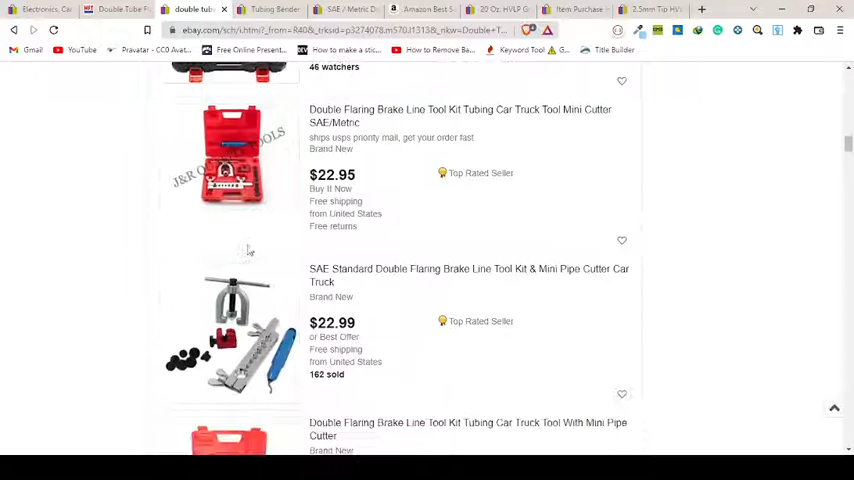 Electronics, Ca
Double Tube Fl
double tub
Tubing Bender
SAE / Metric D
Amazon Best S
20 Oz. HVLP G
Item Purchase I
2.5mm Tip HV
ebay.com/sch/i.html?_from=R40&_trksid=p3274078.m570.l1313&_nkw=Double+T...
Gmail
YouTube
Pravatar - CC0 Avat...
Free Online Present...
How to make a stick...
How to Remove Ba...
Keyword Tool
G...
Title Builder
46 watchers
Double Flaring Brake Line Tool Kit Tubing Car Truck Tool Mini Cutter
SAE/Metric
ships usps priority mail, get your order fast
Brand New
$22.95
Top Rated Seller
Buy It Now
Free shipping
from United States
Free returns
SAE Standard Double Flaring Brake Line Tool Kit & Mini Pipe Cutter Car
Truck
Brand New
$22.99
Top Rated Seller
or Best Offer
Free shipping
from United States
162 sold
Double Flaring Brake Line Tool Kit Tubing Car Truck Tool With Mini Pipe
Cutter
Brand New